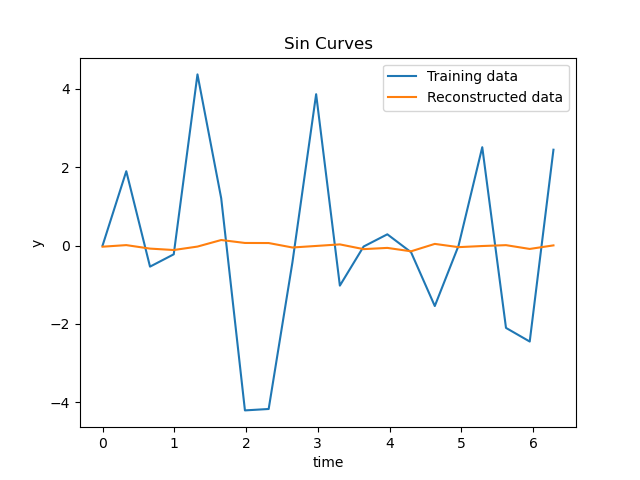 Sin Curves
Training data
Reconstructed data
4
2
0
−2
−4
y
0 1 2 3 4 5 6
time